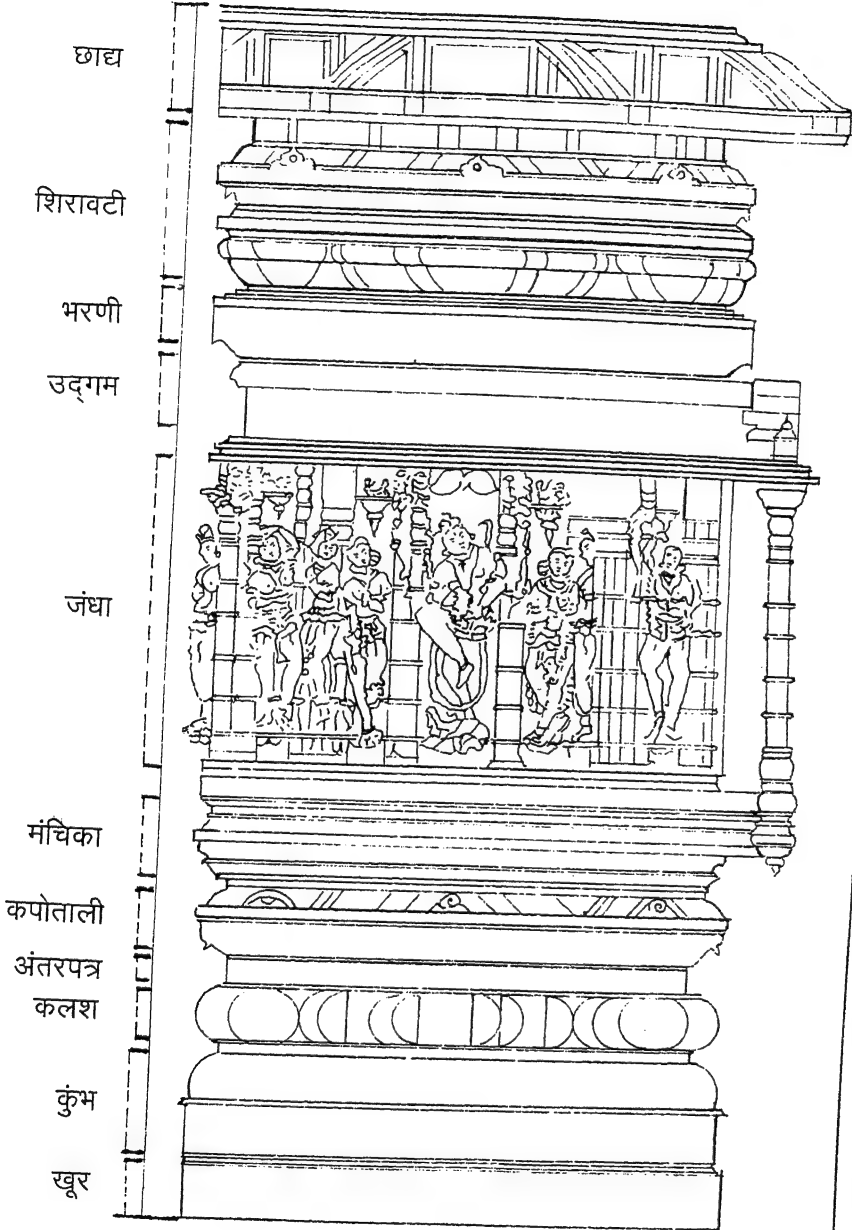 छाद्य
शिरावटी
भरणी
उद्‌गम
जंधा
मंचिका
कपोताली
अंतरपत्र
कलश
कुंभ
खूर